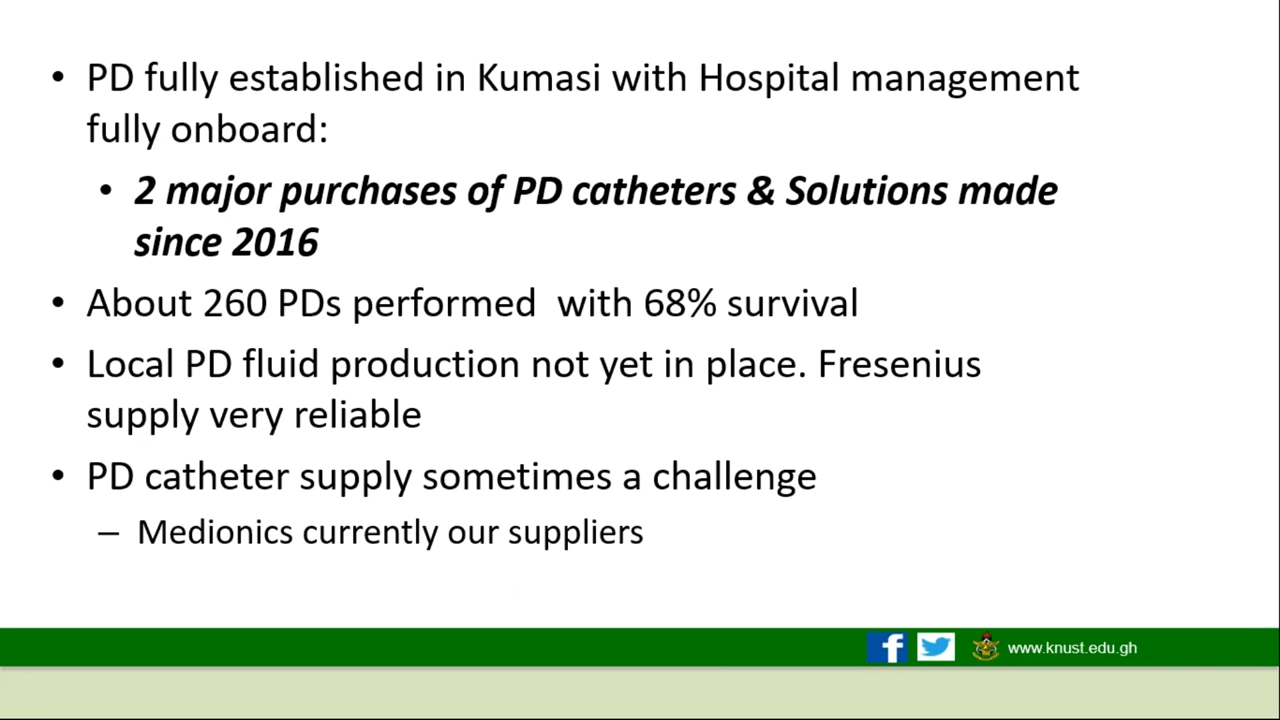 • PD fully established in Kumasi with Hospital management
fully onboard:
• 2 major purchases of PD catheters & Solutions made
since 2016
• About 260 PDs performed  with 68% survival
• Local PD fluid production not yet in place. Fresenius
supply very reliable
• PD catheter supply sometimes a challenge
– Medionics currently our suppliers
www.knust.edu.gh